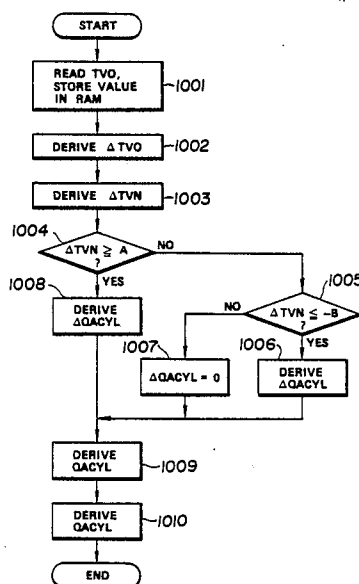 START
READ TVO,
STORE VALUE
IN RAM
1001
DERIVE Δ TVO
1002
DERIVE ΔTVN
1003
1004
ΔTVN ≧ A
?
NO
YES
1005
ΔTVN ≦ -B
?
NO
YES
1008
DERIVE
ΔQACYL
1007
ΔQACYL = 0
1006
DERIVE
ΔQACYL
DERIVE
QACYL
1009
DERIVE
QACYL
1010
END